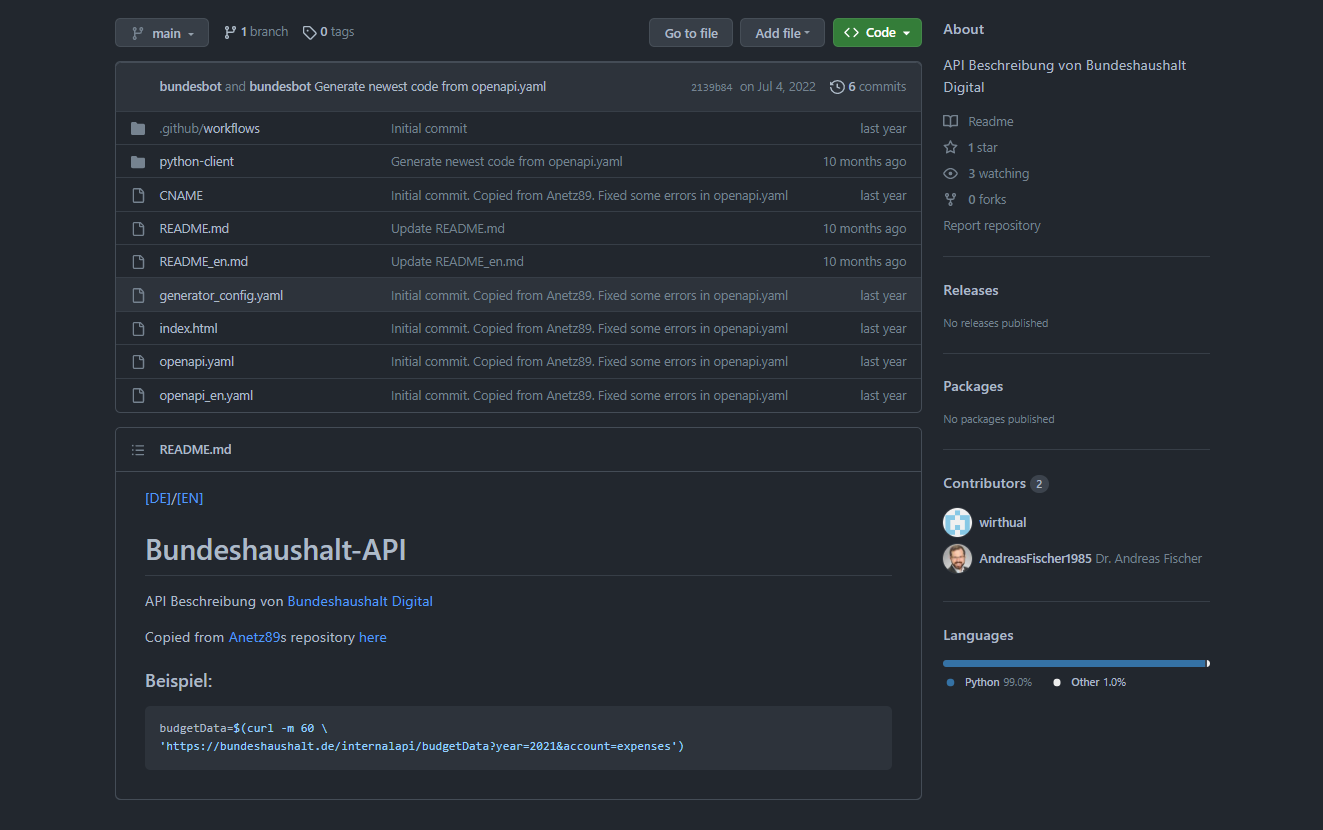 main
1 branch
0 tags
Go to file
Add file
Code
bundesbot and bundesbot Generate newest code from openapi.yaml
2139b84 on Jul 4, 2022
6 commits
.github/workflows Initial commit last year
python-client Generate newest code from openapi.yaml 10 months ago
CNAME Initial commit. Copied from Anetz89. Fixed some errors in openapi.yaml last year
README.md Update README.md 10 months ago
README_en.md Update README_en.md 10 months ago
generator_config.yaml Initial commit. Copied from Anetz89. Fixed some errors in openapi.yaml last year
index.html Initial commit. Copied from Anetz89. Fixed some errors in openapi.yaml last year
openapi.yaml Initial commit. Copied from Anetz89. Fixed some errors in openapi.yaml last year
openapi_en.yaml Initial commit. Copied from Anetz89. Fixed some errors in openapi.yaml last year
README.md
[DE]/[EN]
Bundeshaushalt-API
API Beschreibung von Bundeshaushalt Digital
Copied from Anetz89s repository here
Beispiel:
budgetData=$(curl -m 60 \
'https://bundeshaushalt.de/internalapi/budgetData?year=2021&account=expenses')
About
API Beschreibung von Bundeshaushalt
Digital
Readme
1 star
3 watching
0 forks
Report repository
Releases
No releases published
Packages
No packages published
Contributors 2
wirthual
AndreasFischer1985 Dr. Andreas Fischer
Languages
Python 99.0% Other 1.0%